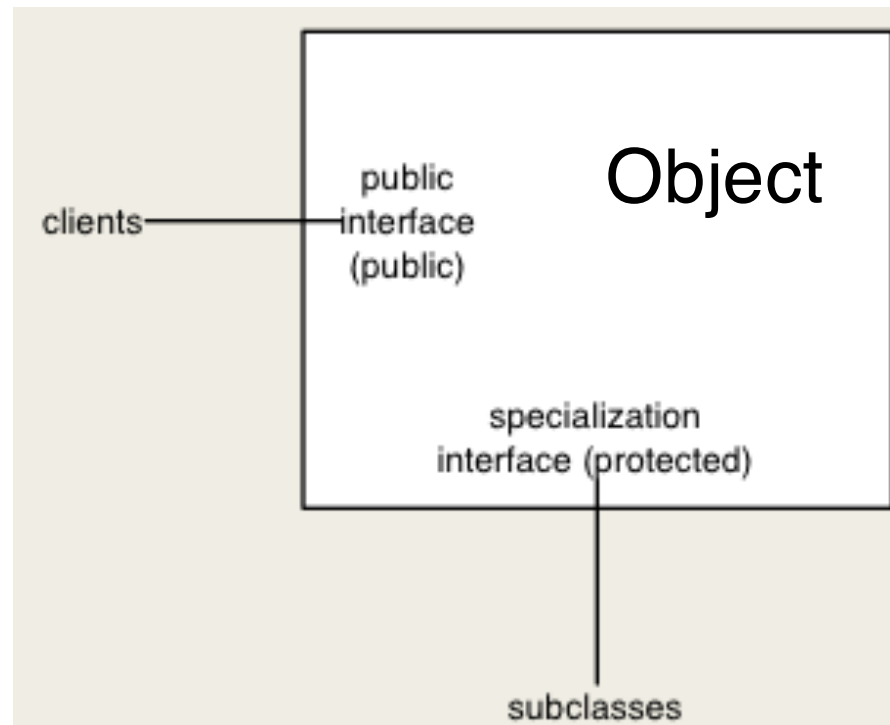 Object
public
clients interface
(public)
specialization
interface (protected)
subclasses